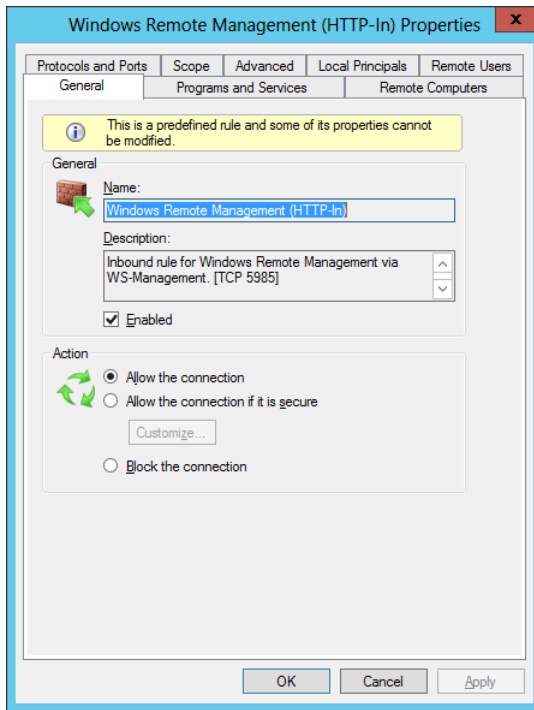 Windows Remote Management (HTTP-In) Properties
x
Protocols and Ports
Scope
Advanced
Local Principals
Remote Users
General
Programs and Services
Remote Computers
This is a predefined rule and some of its properties cannot
be modified.
General
Name:
Windows Remote Management (HTTP-In)
Description:
Inbound rule for Windows Remote Management via
WS-Management. [TCP 5985]
Enabled
Action
Allow the connection
Allow the connection if it is secure
Customize...
Block the connection
OK
Cancel
Apply